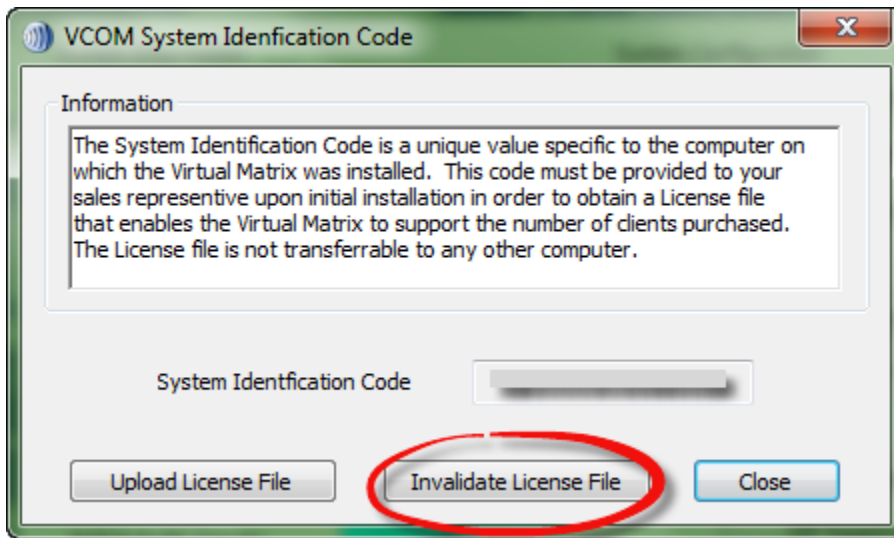 VCOM System Idenfication Code
Information
The System Identification Code is a unique value specific to the computer on
which the Virtual Matrix was installed.  This code must be provided to your
sales representive upon initial installation in order to obtain a License file
that enables the Virtual Matrix to support the number of clients purchased.
The License file is not transferrable to any other computer.
System Identfication Code
Upload License File
Invalidate License File
Close